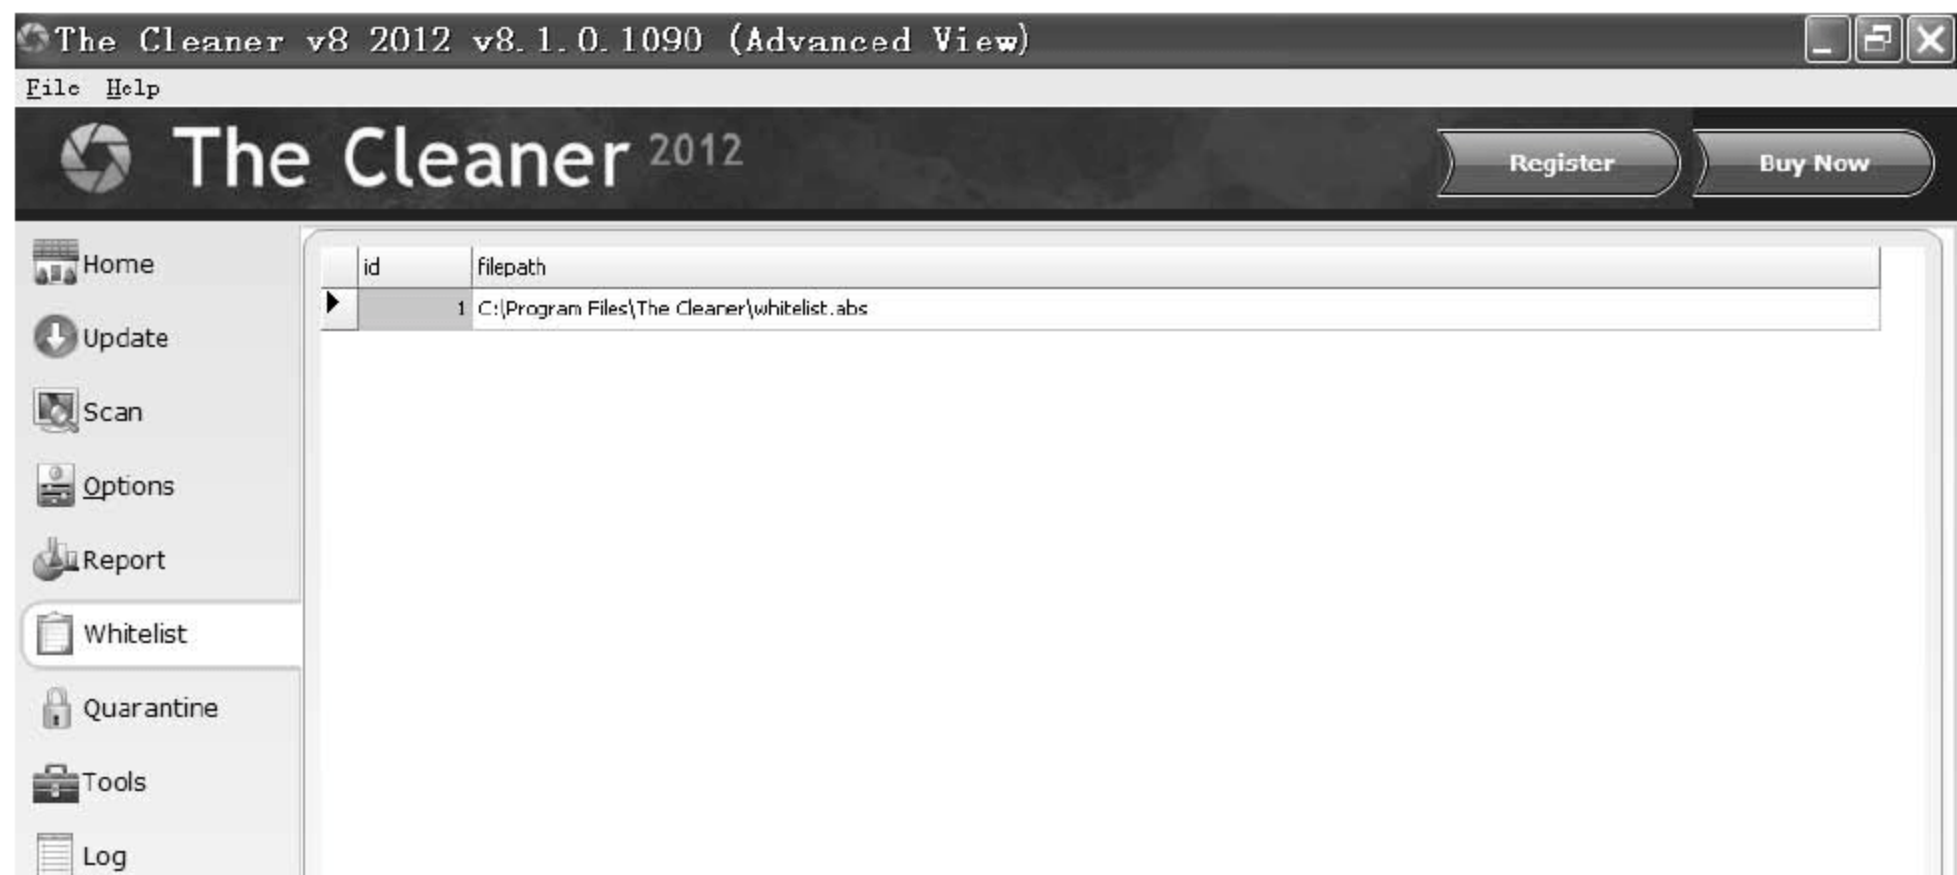 The Cleaner v8 2012 v8.1.0.1090 (Advanced View)
File Help
The Cleaner 2012
Register
Buy Now
Home
Update
Scan
Options
Report
Whitelist
Quarantine
Tools
Log
id filepath
1 C:\Program Files\The Cleaner\whitelist.abs